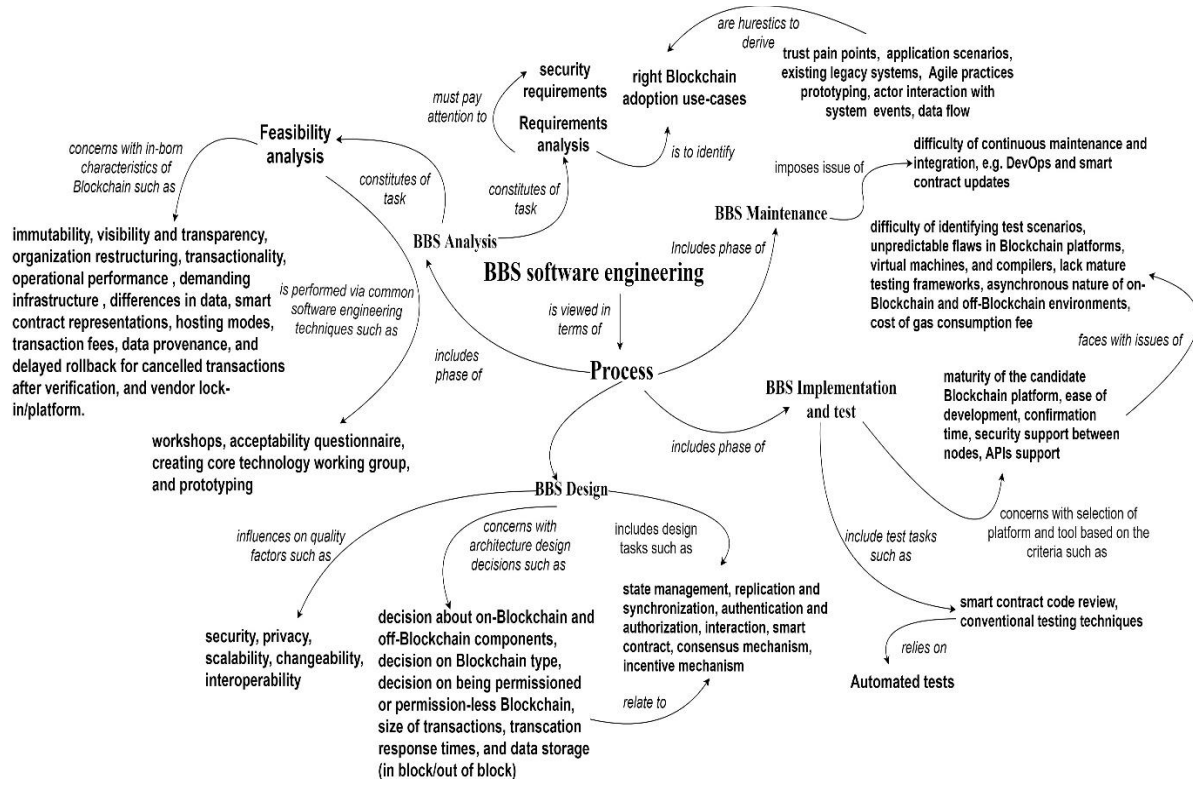 are hurestics to
derive
trust pain points, application scenarios,
existing legacy systems, Agile practices
prototyping, actor interaction with
system events, data flow
security
requirements
right Blockchain
adoption use-cases
must pay
attention to
Requirements
analysis
is to identify
Feasibility
analysis
concerns with in-born
characteristics of
Blockchain such as
constitutes of
task
constitutes of
task
imposes issue of
difficulty of continuous maintenance and
integration, e.g. DevOps and smart
contract updates
BBS Maintenance
BBS Analysis
immutability, visibility and transparency,
organization restructuring, transactionality,
operational performance , demanding
infrastructure , differences in data, smart
contract representations, hosting modes,
transaction fees, data provenance, and
delayed rollback for cancelled transactions
after verification, and vendor lock-
in/platform.
BBS software engineering
Includes phase of
difficulty of identifying test scenarios,
unpredictable flaws in Blockchain platforms,
virtual machines, and compilers, lack mature
testing frameworks, asynchronous nature of on-
Blockchain and off-Blockchain environments,
cost of gas consumption fee
is performed via common
software engineering
techniques such as
is viewed in
terms of
faces with issues of
includes
phase of
Process
BBS Implementation
and test
maturity of the candidate
Blockchain platform, ease of
development, confirmation
time, security support between
nodes, APIs support
workshops, acceptability questionnaire,
creating core technology working group,
and prototyping
includes phase of
BBS Design
influences on quality
factors such as
concerns with
architecture design
decisions such as
includes design
tasks such as
include test tasks
such as
concerns with selection of
platform and tool based on the
criteria such as
security, privacy,
scalability, changeability,
interoperability
decision about on-Blockchain and
off-Blockchain components,
decision on Blockchain type,
decision on being permissioned
or permission-less Blockchain,
size of transactions, transcation
response times, and data storage
(in block/out of block)
relate to
state management, replication and
synchronization, authentication and
authorization, interaction, smart
contract, consensus mechanism,
incentive mechanism
smart contract code review,
conventional testing techniques
relies on
Automated tests